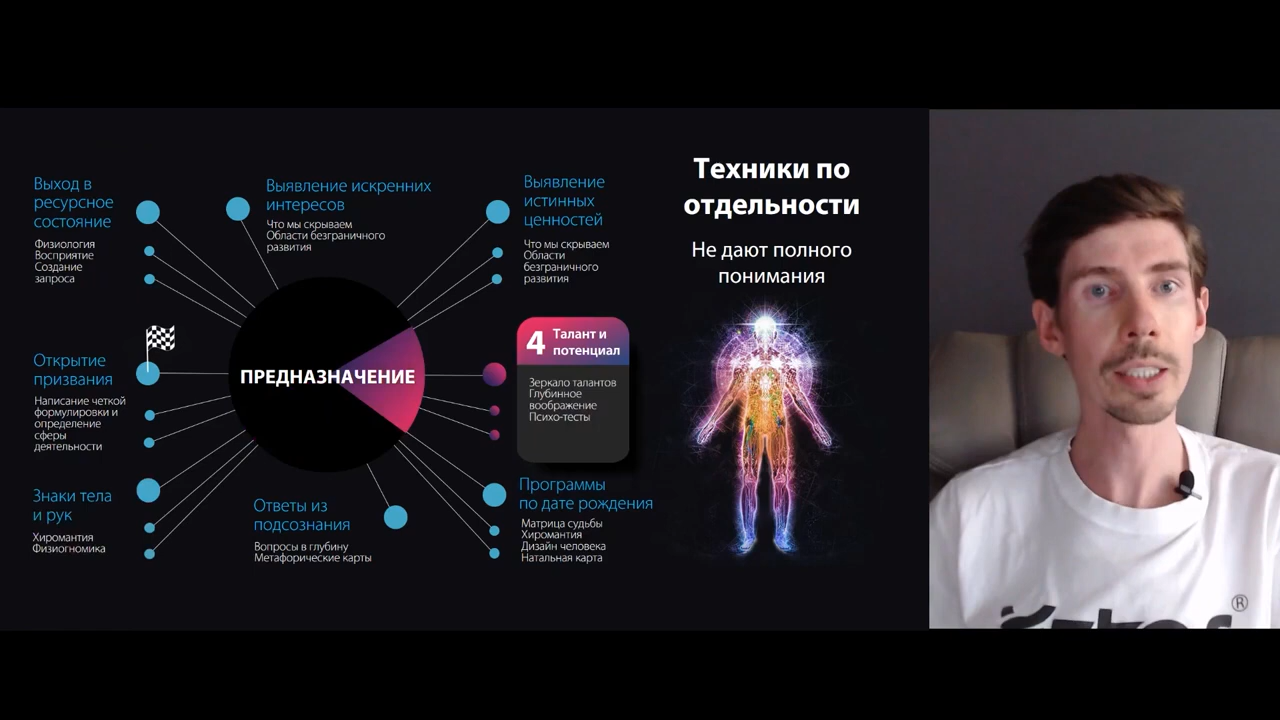 Выход в
ресурсное
состояние
Физиология
Восприятие
Создание
запроса
Выявление искренних
интересов
Что мы скрываем
Области безграничного
развития
Выявление
истинных
ценностей
Что мы скрываем
Области
безграничного
развития
Техники по
отдельности
Не дают полного
понимания
Открытие
призвания
Написание четкой
формулировки и
определение
сферы
деятельности
ПРЕДНАЗНАЧЕНИЕ
4 Талант и
потенциал
Зеркало талантов
Глубинное
воображение
Психо-тесты
Знаки тела
и рук
Хиромантия
Физиогномика
Ответы из
подсознания
Вопросы в глубину
Метафорические карты
Программы
по дате рождения
Матрица судьбы
Хиромантия
Дизайн человека
Натальная карта
®